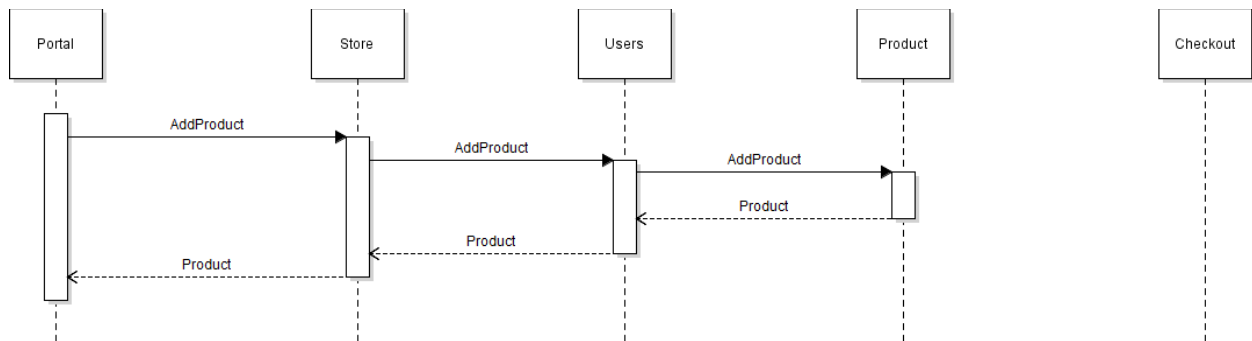 Portal
Store
Users
Product
Checkout
AddProduct
AddProduct
AddProduct
Product
Product
Product